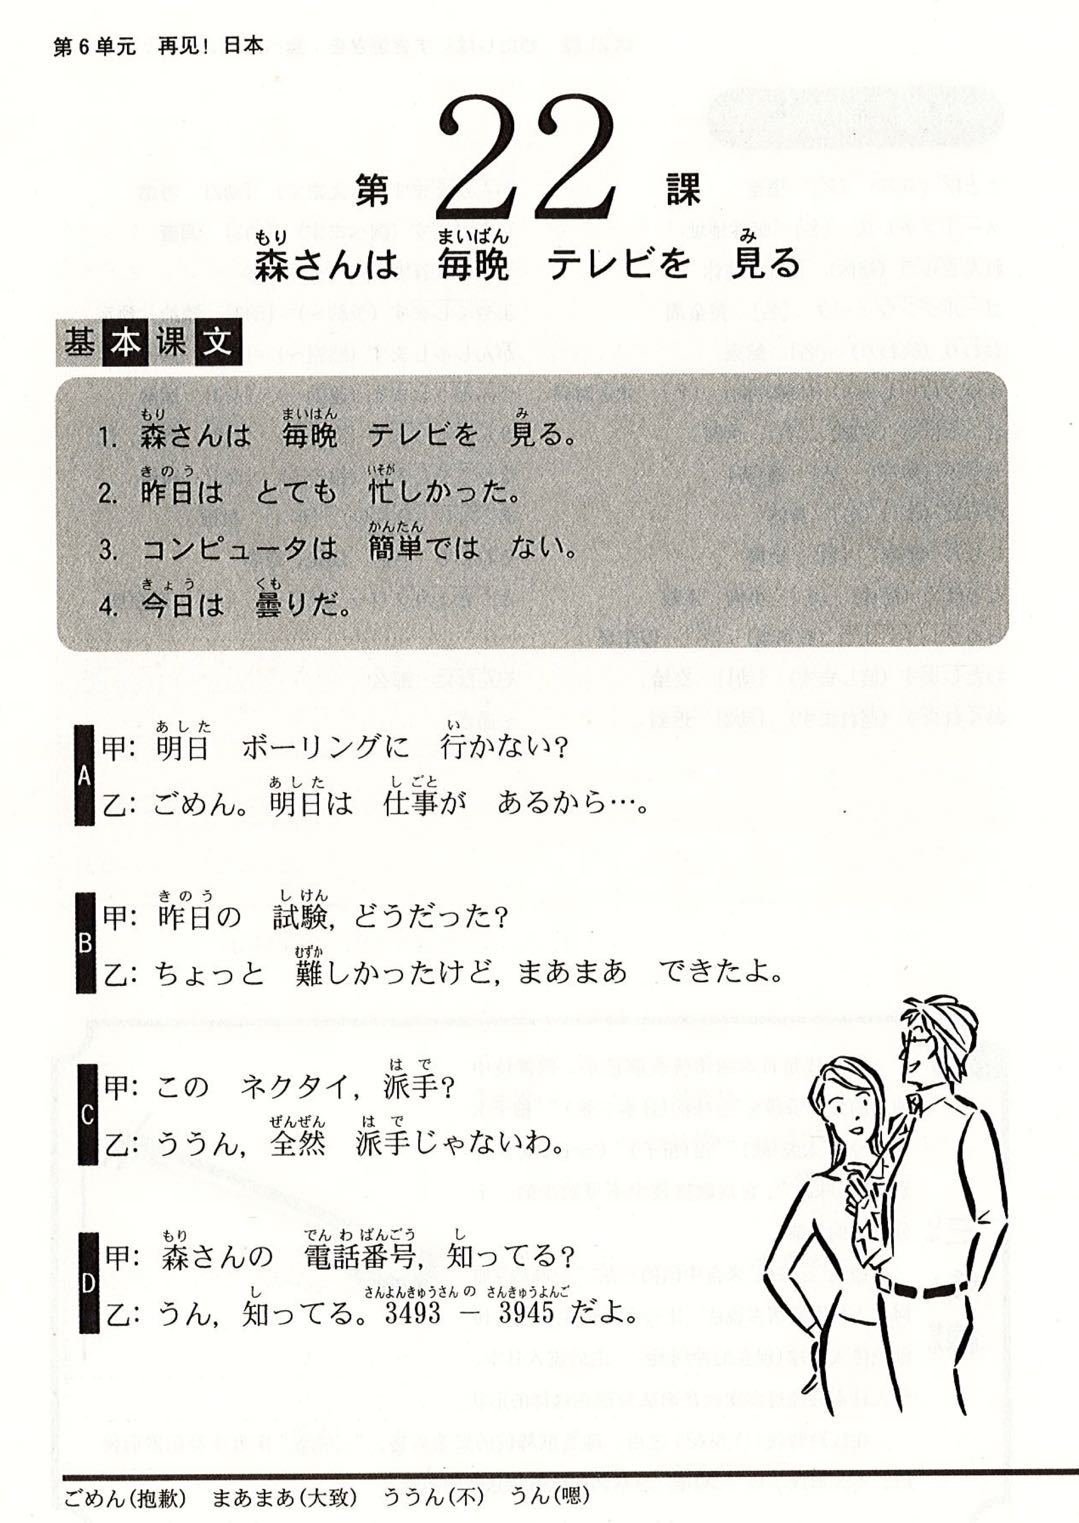 第6单元 再见！日本
第22課
森さんは 毎晩 テレビを 見る
基本课文
1. 森さんは 毎晩 テレビを 見る。
2. 昨日は とても 忙しかった。
3. コンピュータは 簡単では ない。
4. 今日は 曇りだ。
A
甲: 明日 ボーリングに 行かない?
乙: ごめん。明日は 仕事が あるから…。
B
甲: 昨日の 試験, どうだった?
乙: ちょっと 難しかったけど, まあまあ できたよ。
C
甲: この ネクタイ, 派手?
乙: ううん, 全然 派手じゃないわ。
D
甲: 森さんの 電話番号, 知ってる?
乙: うん, 知ってる。3493 － 3945 だよ。
ごめん(抱歉) まあまあ(大致) ううん(不) うん(嗯)